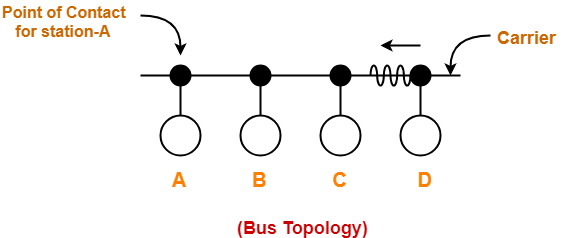 Point of Contact
for station-A
Carrier
A
B
C
D
(Bus Topology)